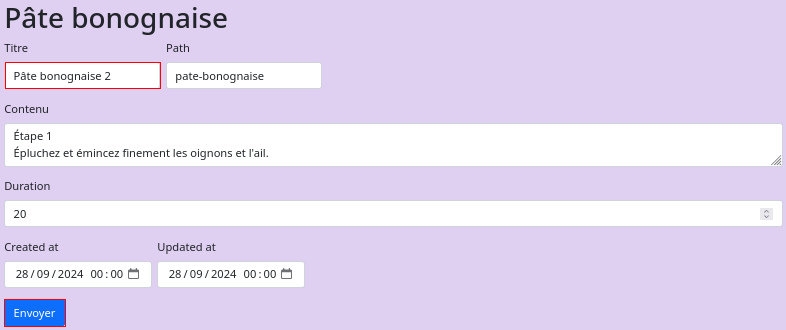 Pâte bonognaise
Titre Path
Pâte bonognaise 2 pate-bonognaise
Contenu
Étape 1
Épluchez et émincez finement les oignons et l'ail.
Duration
20
Created at Updated at
28/09/2024 00:00 28/09/2024 00:00
Envoyer